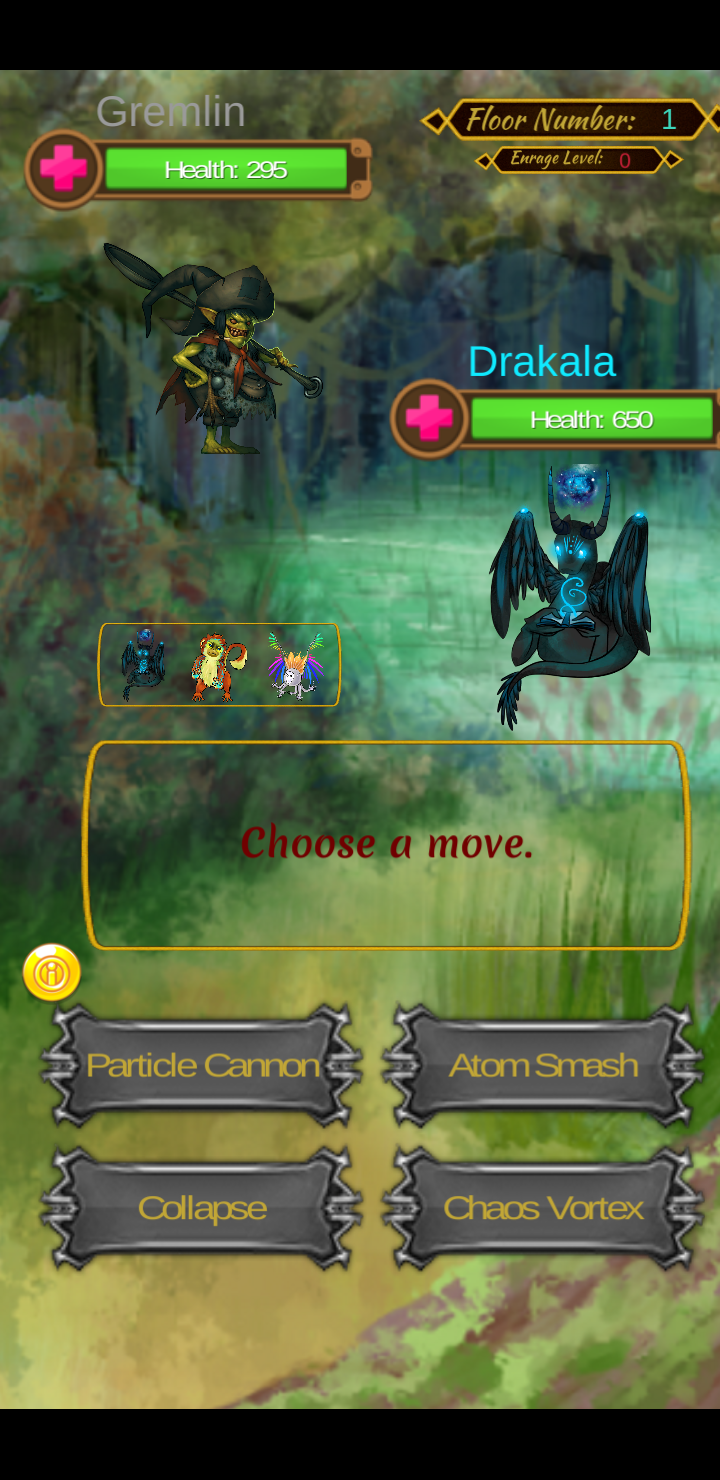 Gremlin
Floor Number: 1
Health: 295
Enrage Level: 0
Drakala
Health: 650
Choose a move.
Particle Cannon
Atom Smash
Collapse
Chaos Vortex